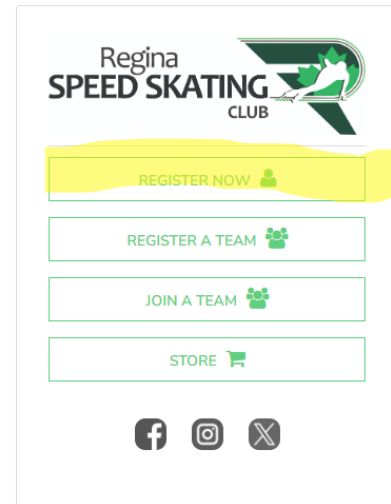 Regina
SPEED SKATING
CLUB
REGISTER NOW
REGISTER A TEAM
JOIN A TEAM
STORE